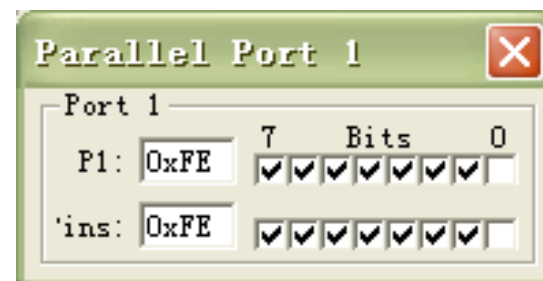 Parallel Port 1
Port 1
7 Bits 0
P1: 0xFE
'ins: 0xFE